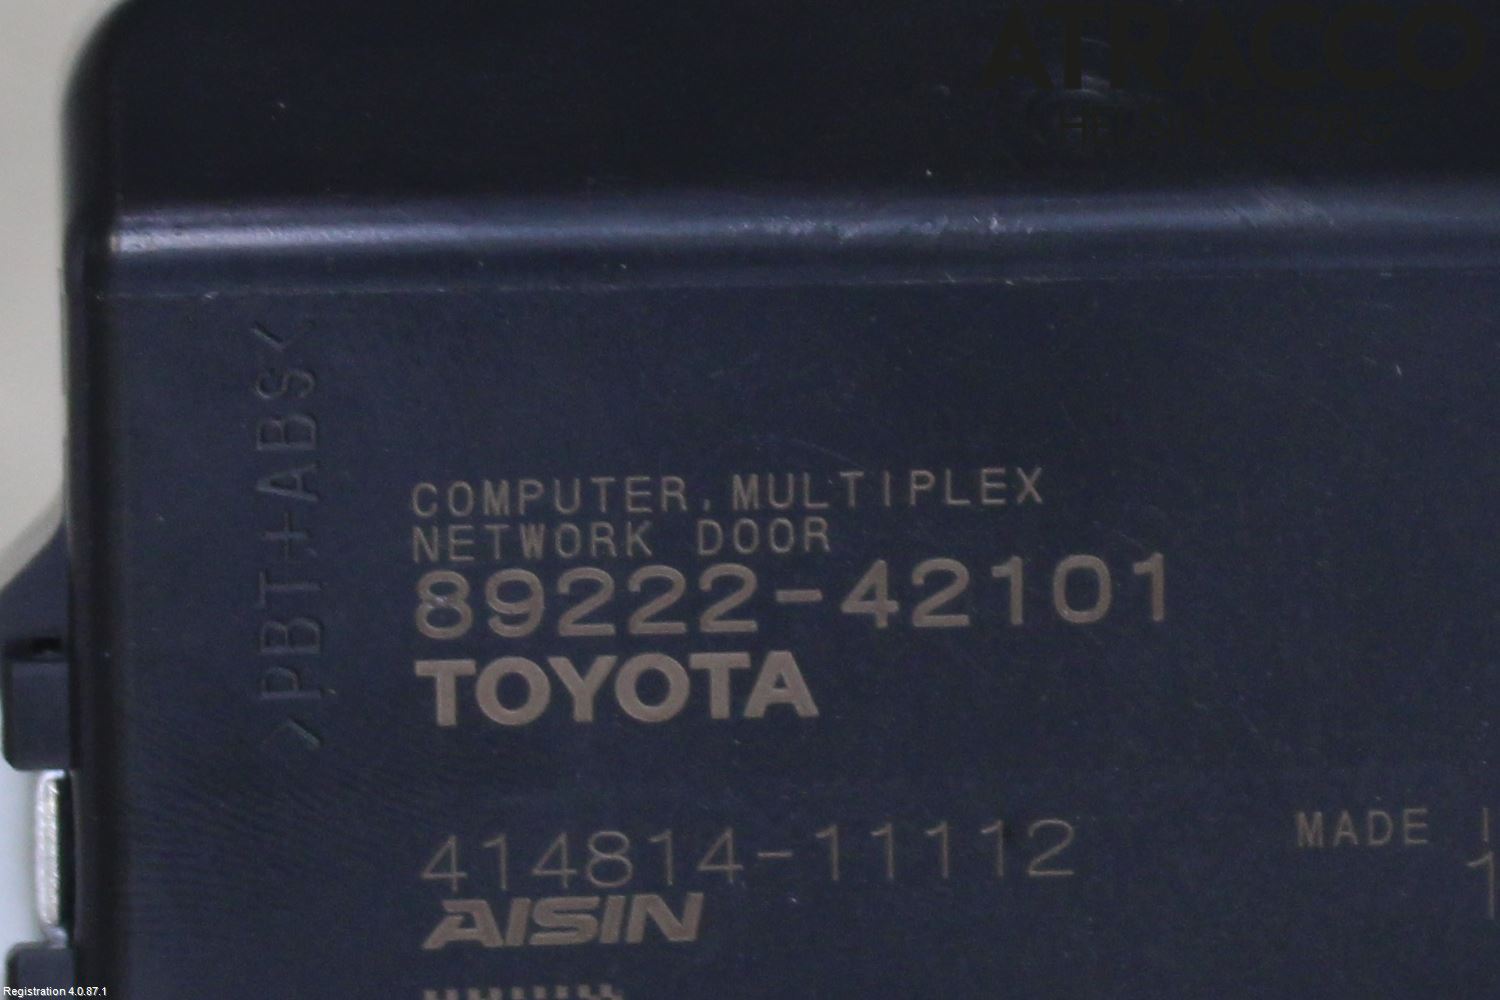 ATRACCO
>PBT+ABS<
COMPUTER, MULTIPLEX
NETWORK DOOR
89222-42101
TOYOTA
414814-11112
AISIN
MADE
Registration 4.0.87.1